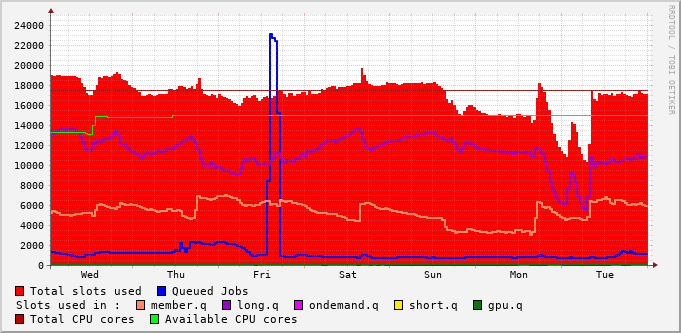 RRDTOOL / TOBI OETIKER
24000
22000
20000
18000
16000
14000
12000
10000
8000
6000
4000
2000
0
Wed Thu Fri Sat Sun Mon Tue
Total slots used Queued Jobs
Slots used in : member.q long.q ondemand.q short.q gpu.q
Total CPU cores Available CPU cores